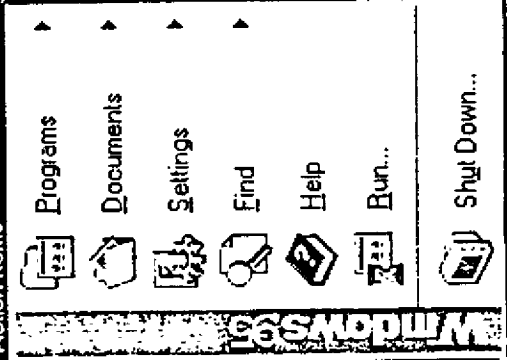 Programs
Documents
Settings
Find
Help
Run...
Shut Down...
Windows95